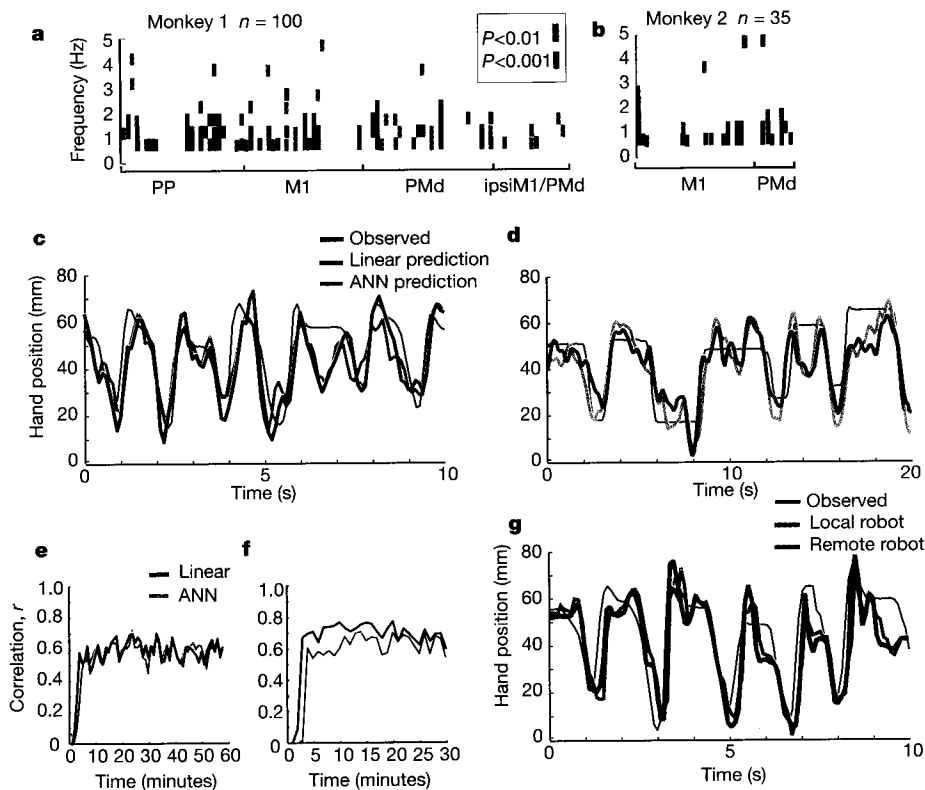 a
Monkey 1 n = 100
Frequency (Hz)
5
4
3
2
1
0
PP
M1
PMd
ipsiM1/PMd
P<0.01
P<0.001
b
Monkey 2 n = 35
5
4
3
2
1
0
M1
PMd
c
Observed
Linear prediction
ANN prediction
Hand position (mm)
80
60
40
20
0
0
5
10
Time (s)
d
80
60
40
20
0
0
10
20
Time (s)
e
Linear
ANN
Correlation, r
1.0
0.8
0.6
0.4
0.2
0
0 10 20 30 40 50 60
Time (minutes)
f
1.0
0.8
0.6
0.4
0.2
0
0 5 10 15 20 25 30
Time (minutes)
g
Observed
Local robot
Remote robot
Hand position (mm)
80
60
40
20
0
0
5
10
Time (s)